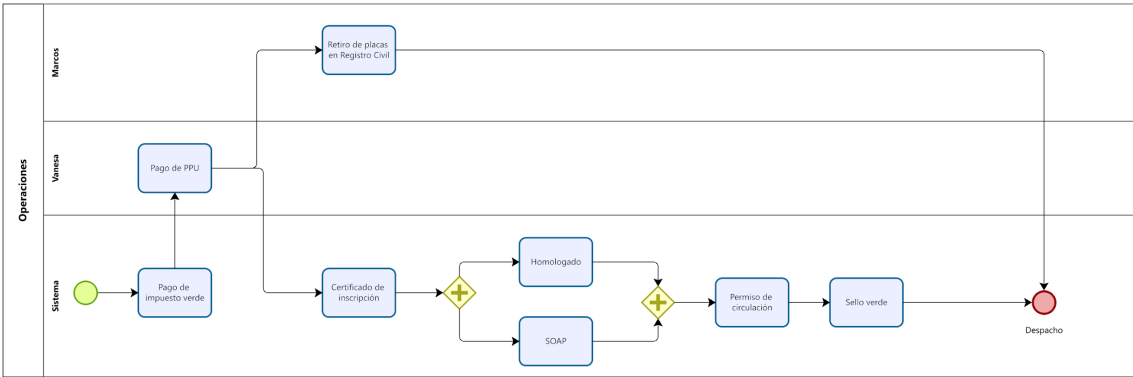 Operaciones
Marcos
Retiro de placas
en Registro Civil
Vanesa
Pago de PPU
Sistema
Pago de
impuesto verde
Certificado de
inscripción
Homologado
SOAP
Permiso de
circulación
Sello verde
Despacho